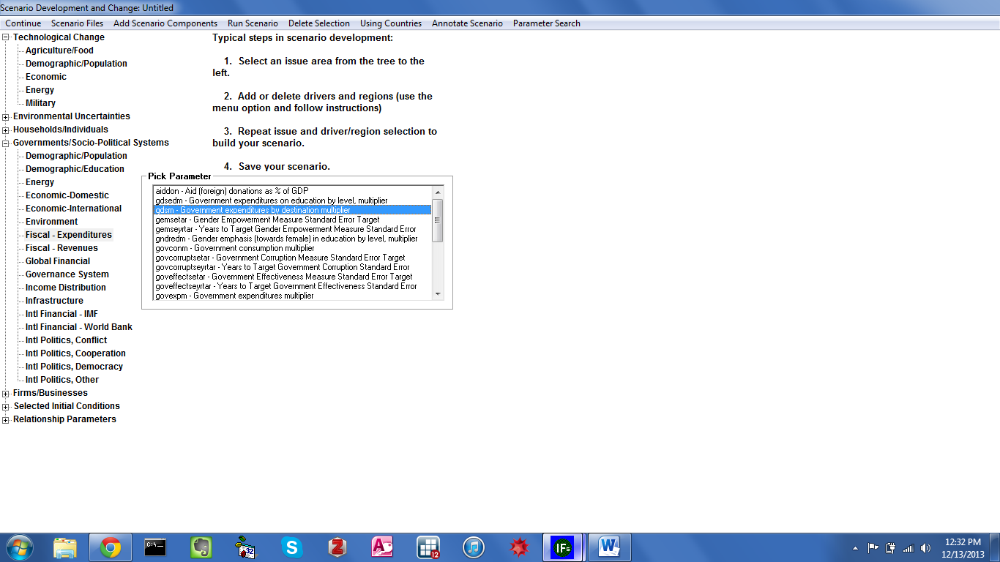 Scenario Development and Change: Untitled
Continue Scenario Files Add Scenario Components Run Scenario Delete Selection Using Countries Annotate Scenario Parameter Search
Technological Change
Agriculture/Food
Demographic/Population
Economic
Energy
Military
Environmental Uncertainties
Households/Individuals
Governments/Socio-Political Systems
Demographic/Population
Demographic/Education
Energy
Economic-Domestic
Economic-International
Environment
Fiscal - Expenditures
Fiscal - Revenues
Global Financial
Governance System
Income Distribution
Infrastructure
Intl Financial - IMF
Intl Financial - World Bank
Intl Politics, Conflict
Intl Politics, Cooperation
Intl Politics, Democracy
Intl Politics, Other
Firms/Businesses
Selected Initial Conditions
Relationship Parameters
Typical steps in scenario development:
1. Select an issue area from the tree to the
left.
2. Add or delete drivers and regions (use the
menu option and follow instructions)
3. Repeat issue and driver/region selection to
build your scenario.
4. Save your scenario.
Pick Parameter
aiddon - Aid (foreign) donations as % of GDP
gdsedm - Government expenditures on education by level, multiplier
gdsm - Government expenditures by destination multiplier
gemsetar - Gender Empowerment Measure Standard Error Target
gemseyrtar - Years to Target Gender Empowerment Measure Standard Error
gndredm - Gender emphasis (towards female) in education by level, multiplier
govconm - Government consumption multiplier
govcorruptsetar - Government Corruption Measure Standard Error Target
govcorruptseyrtar - Years to Target Government Corruption Standard Error
goveffectsetar - Government Effectiveness Measure Standard Error Target
goveffectseyrtar - Years to Target Government Effectiveness Standard Error
govexpm - Government expenditures multiplier
C:\-
32
S
Z
A
12
IFs
W
12:32 PM
12/13/2013